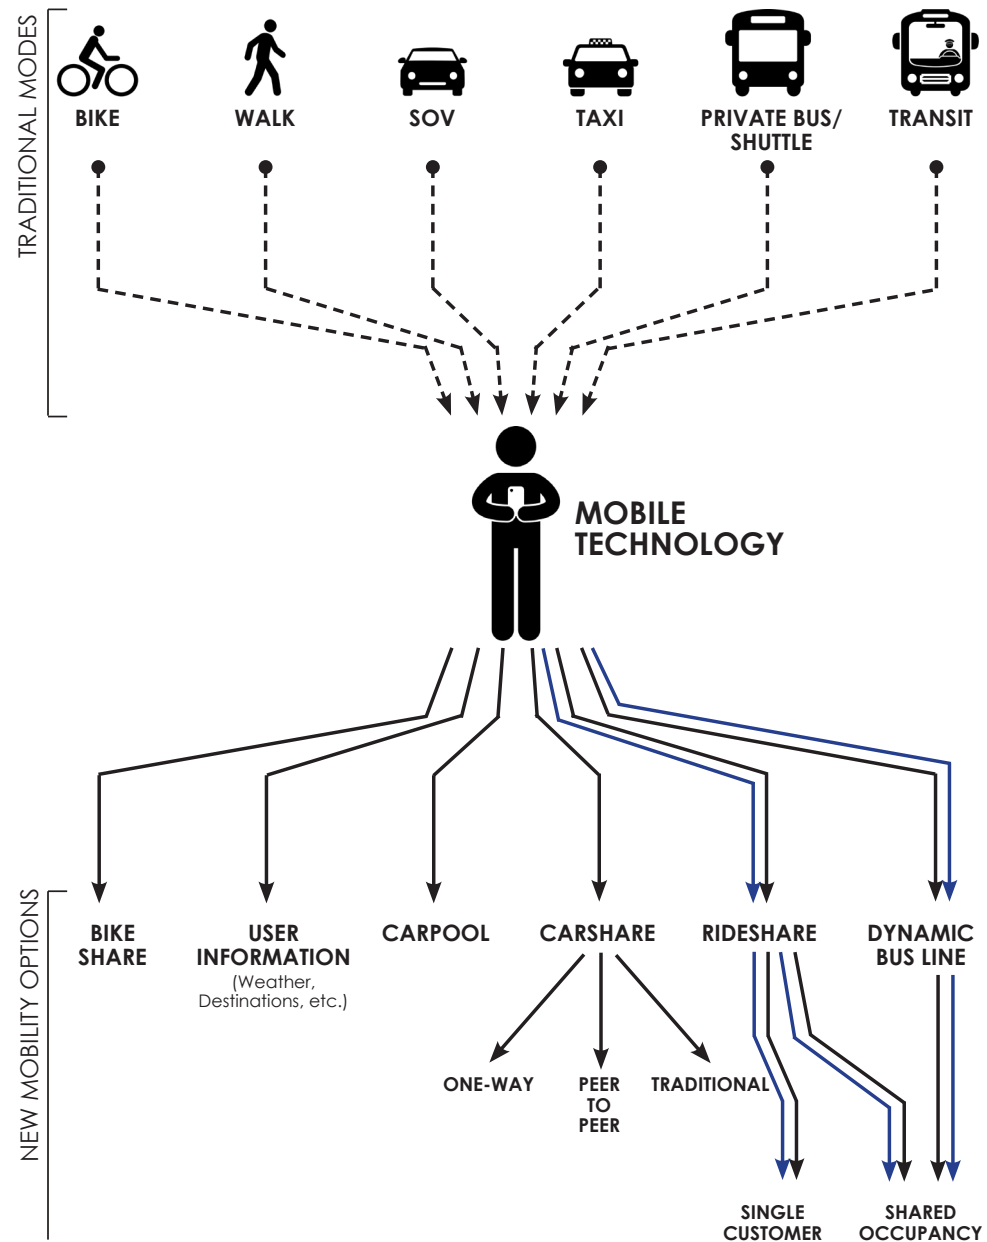 TRADITIONAL MODES
BIKE
WALK
SOV
TAXI
PRIVATE BUS/
SHUTTLE
TRANSIT
MOBILE
TECHNOLOGY
NEW MOBILITY OPTIONS
BIKE
SHARE
USER
INFORMATION
(Weather,
Destinations, etc.)
CARPOOL
CARSHARE
RIDESHARE
DYNAMIC
BUS LINE
ONE-WAY
PEER
TO
PEER
TRADITIONAL
SINGLE
CUSTOMER
SHARED
OCCUPANCY